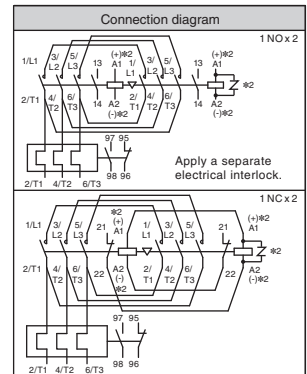 Connection diagram
1 NO x 2
1/L1 3/L2 5/L3 13 (+)※2 A1 1/L1 3/L2 5/L3 13 (+)※2 A1
※2
2/T1 4/T2 6/T3 14 A2 (-)※2 2/T1 4/T2 6/T3 14 A2 (-)※2
97 95
98 96
2/T1 4/T2 6/T3
Apply a separate
electrical interlock.
1 NC x 2
1/L1 3/L2 5/L3 21 ※2 (+) A1 1/L1 3/L2 5/L3 21 (+)※2 A1
※2
2/T1 4/T2 6/T3 22 A2 (-) ※2 2/T1 4/T2 6/T3 22 A2 (-)※2
97 95
98 96
2/T1 4/T2 6/T3